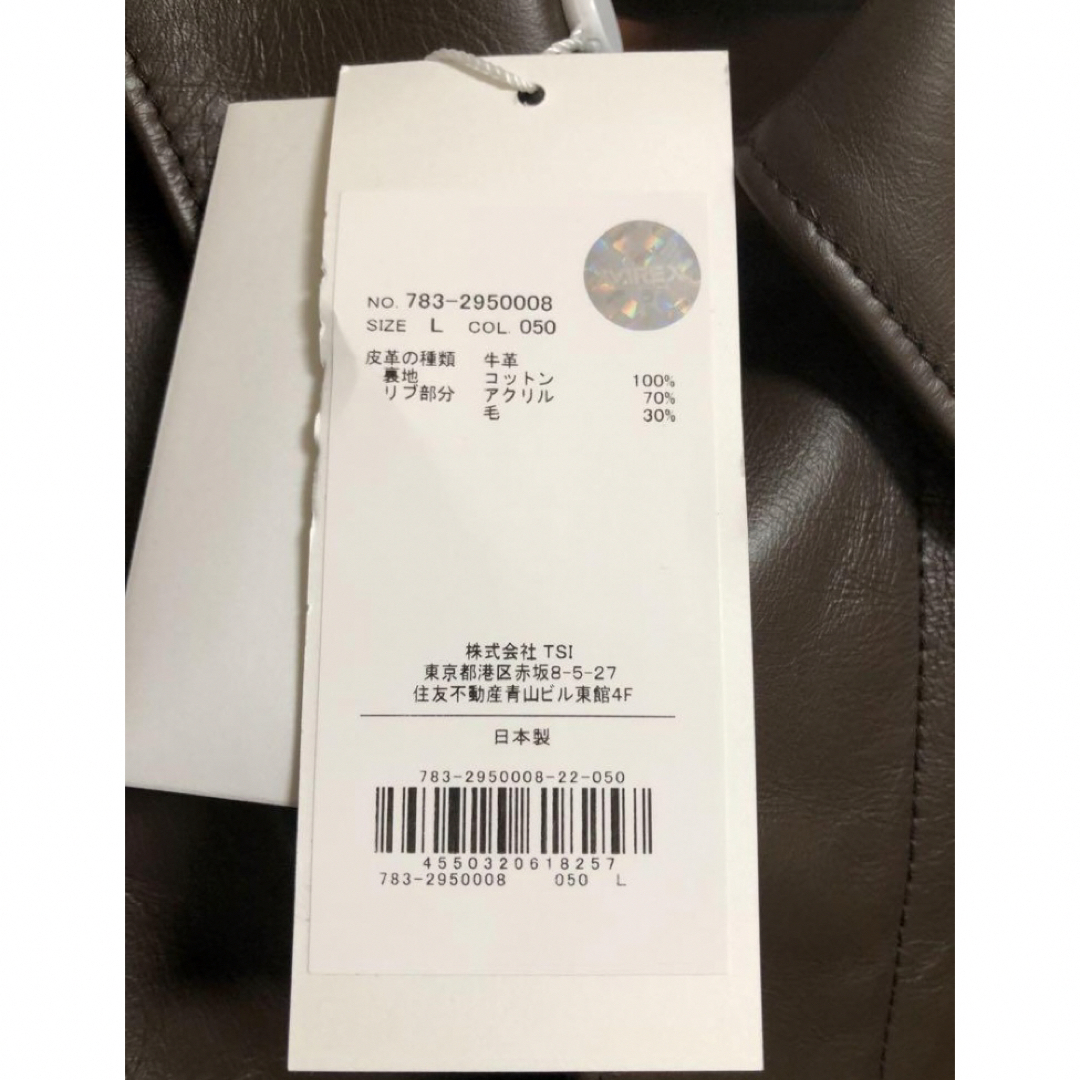 AVIREX
NO. 783-2950008
SIZE L COL. 050
皮革の種類 牛革
裏地 コットン 100%
リブ部分 アクリル 70%
毛 30%
株式会社 TSI
東京都港区赤坂8-5-27
住友不動産青山ビル東館4F
日本製
783-2950008-22-050
4550320618257
783-2950008 050 L